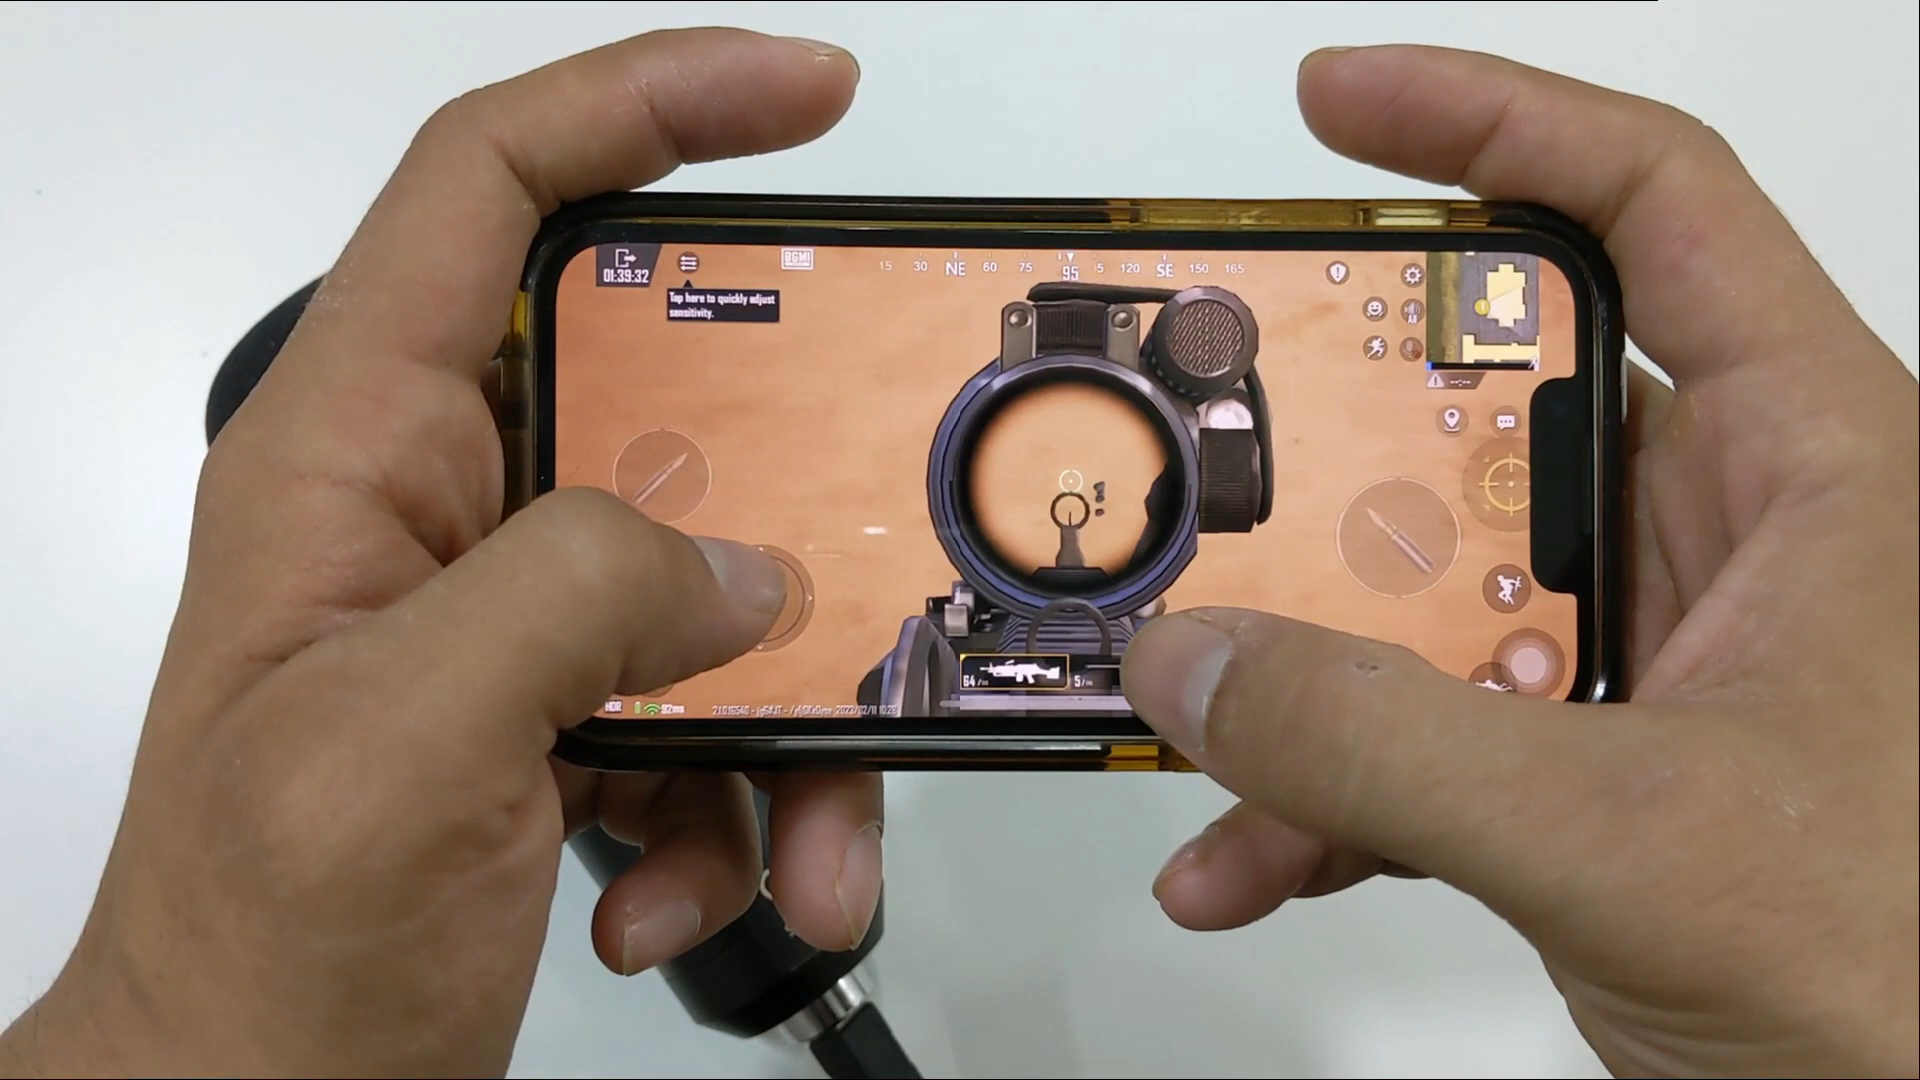 01:39:32
Tap here to quickly adjust
sensitivity.
BGMI
15 30 NE 60 75 95 5 120 SE 150 165
All
64/∞
5/∞
HDR
92ms